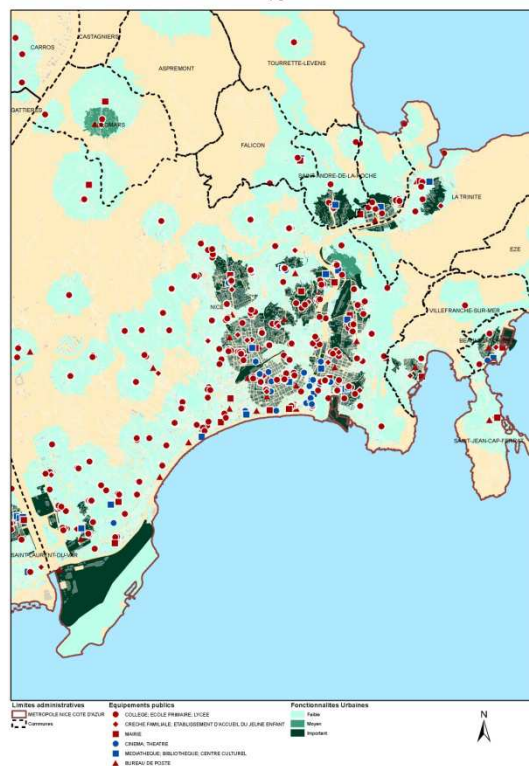 CASTAGNIERS
CARROS
ASPREMONT
TOURRETTE-LEVENS
GATTIERES
COLOMARS
FALICON
SAINT-ANDRE-DE-LA-ROCHE
LA TRINITE
EZE
NICE
VILLEFRANCHE-SUR-MER
SAINT-JEAN-CAP-FERRAT
SAINT-LAURENT-DU-VAR
Limites administratives
METROPOLE NICE COTE D'AZUR
Communes
Equipements publics
COLLEGE, ECOLE PRIMAIRE, LYCEE
CRECHE FAMILIALE, ETABLISSEMENT D'ACCUEIL DU JEUNE ENFANT
MAIRIE
CINEMA, THEATRE
MEDIATHEQUE, BIBLIOTHEQUE, CENTRE CULTUREL
BUREAU DE POSTE
Fonctionnalites Urbaines
Faible
Moyen
Important
N